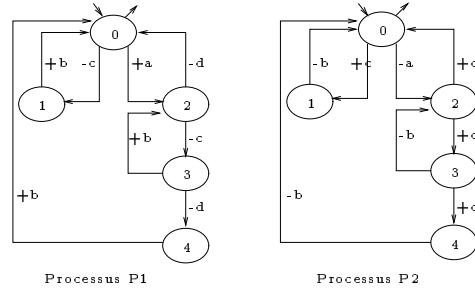 0
0
+b
-c
+a
-d
-b
+c
-a
1
2
1
2
+b
-c
-b
+c
3
3
+b
-d
-b
4
4
Processus P1
Processus P2